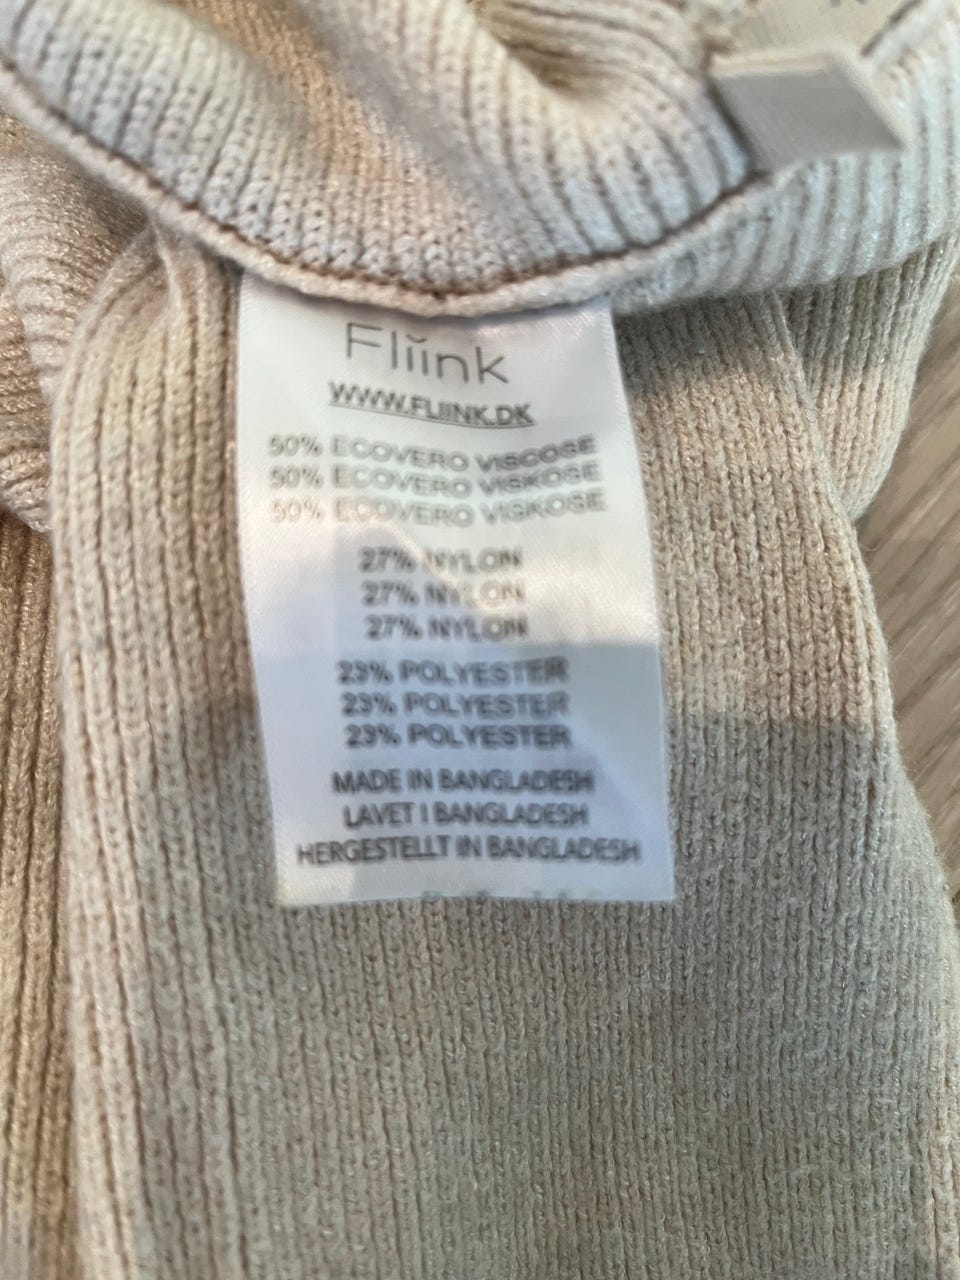 Fliink
WWW.FLIINK.DK
50% ECOVERO VISCOSE
50% ECOVERO VISKOSE
50% ECOVERO VISKOSE
27% NYLON
27% NYLON
27% NYLON
23% POLYESTER
23% POLYESTER
23% POLYESTER
MADE IN BANGLADESH
LAVET I BANGLADESH
HERGESTELLT IN BANGLADESH